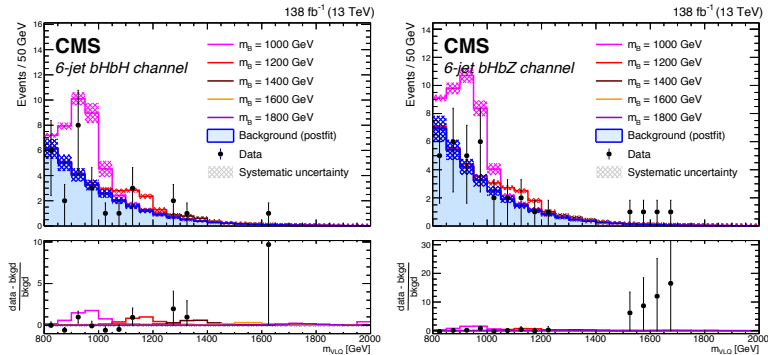 138 fb⁻¹ (13 TeV)
Events / 50 GeV
16
14
12
10
8
6
4
2
0
CMS
6-jet bHbH channel
m_B = 1000 GeV
m_B = 1200 GeV
m_B = 1400 GeV
m_B = 1600 GeV
m_B = 1800 GeV
Background (postfit)
Data
Systematic uncertainty
data - bkgd
bkgd
10
5
0
800 1000 1200 1400 1600 1800 2000
m_VLQ [GeV]
138 fb⁻¹ (13 TeV)
Events / 50 GeV
14
12
10
8
6
4
2
0
CMS
6-jet bHbZ channel
m_B = 1000 GeV
m_B = 1200 GeV
m_B = 1400 GeV
m_B = 1600 GeV
m_B = 1800 GeV
Background (postfit)
Data
Systematic uncertainty
data - bkgd
bkgd
30
20
10
0
800 1000 1200 1400 1600 1800 2000
m_VLQ [GeV]